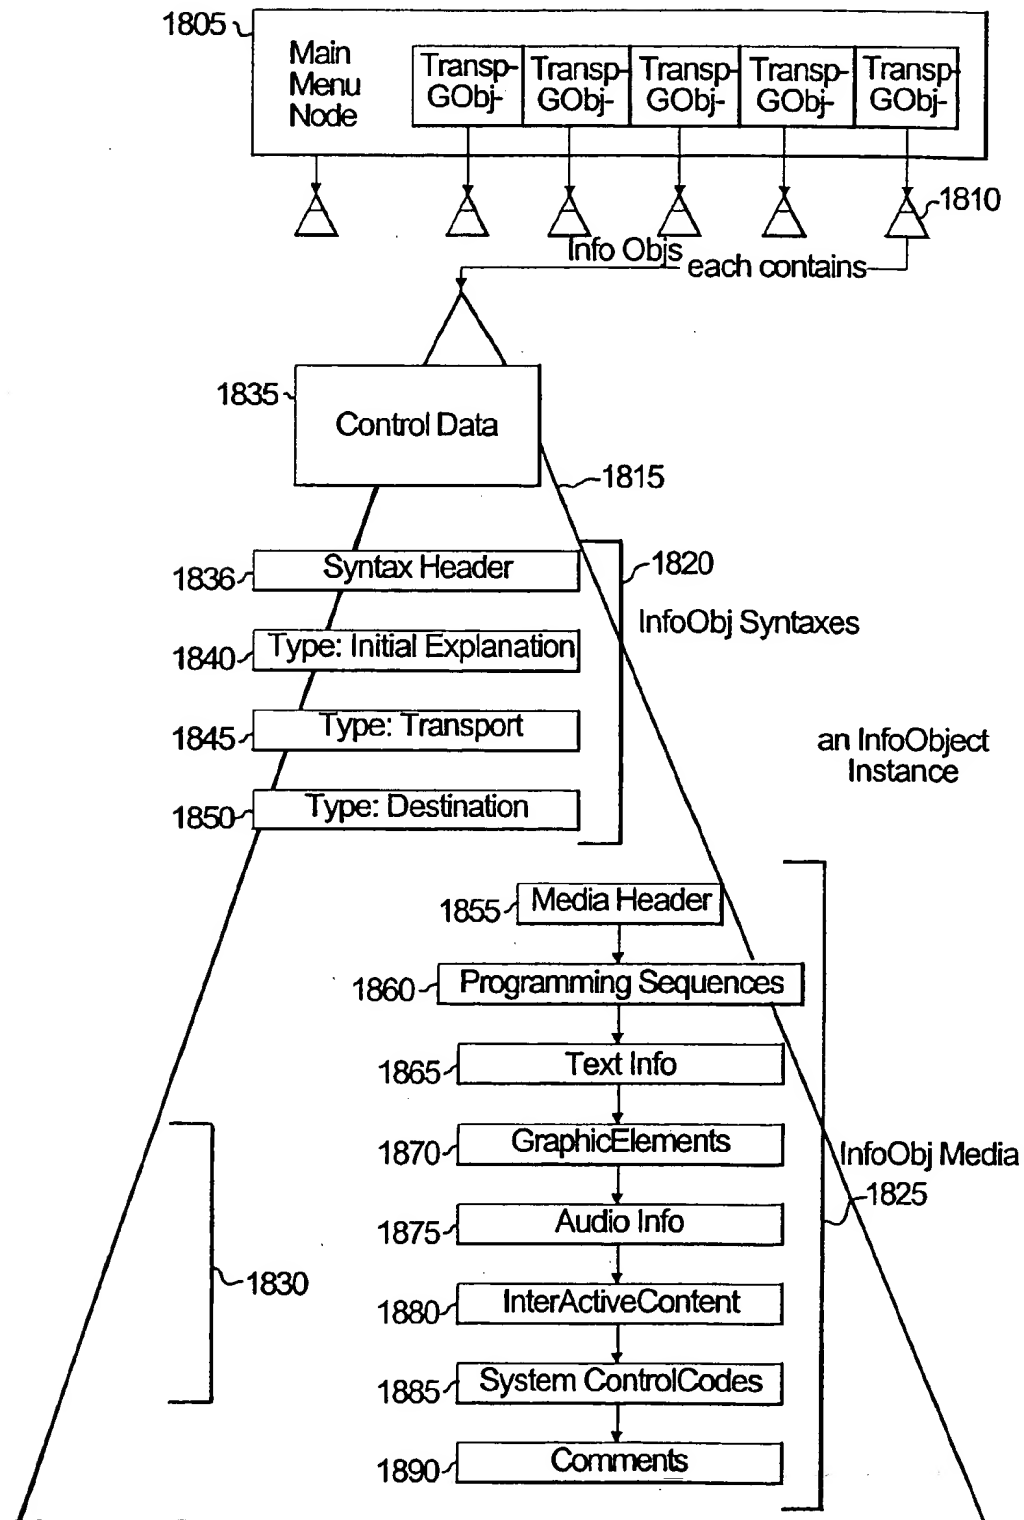 1805
Main
Menu
Node
Transp-
GObj-
Transp-
GObj-
Transp-
GObj-
Transp-
GObj-
Transp-
GObj-
1810
Info Objs
each contains
1835
Control Data
1815
1836
Syntax Header
1820
InfoObj Syntaxes
1840
Type: Initial Explanation
1845
Type: Transport
an InfoObject
Instance
1850
Type: Destination
1855
Media Header
1860
Programming Sequences
1865
Text Info
1870
GraphicElements
InfoObj Media
1825
1875
Audio Info
1830
1880
InterActiveContent
1885
System ControlCodes
1890
Comments